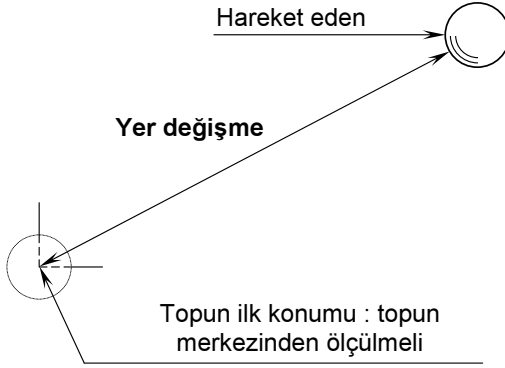 Hareket eden
Yer değişme
Topun ilk konumu : topun
merkezinden ölçülmeli